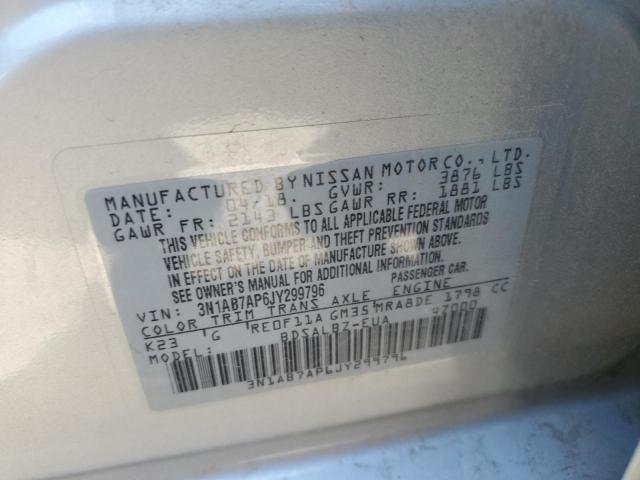 MANUFACTURED BY NISSAN MOTOR CO., LTD.
DATE: 04/18. GVWR: 3876 LBS
GAWR FR: 2143 LBS GAWR RR: 1881 LBS
THIS VEHICLE CONFORMS TO ALL APPLICABLE FEDERAL MOTOR
VEHICLE SAFETY, BUMPER AND THEFT PREVENTION STANDARDS
IN EFFECT ON THE DATE OF MANUFACTURE SHOWN ABOVE.
SEE OWNER'S MANUAL FOR ADDITIONAL INFORMATION.
VIN: 3N1AB7AP6JY299796 PASSENGER CAR.
COLOR TRIM TRANS AXLE ENGINE
K23 G RE0F11A GM35 MRA8DE 1798 CC
MODEL: BDSALBZ-EUA 47000
3N1AB7AP6JY299796